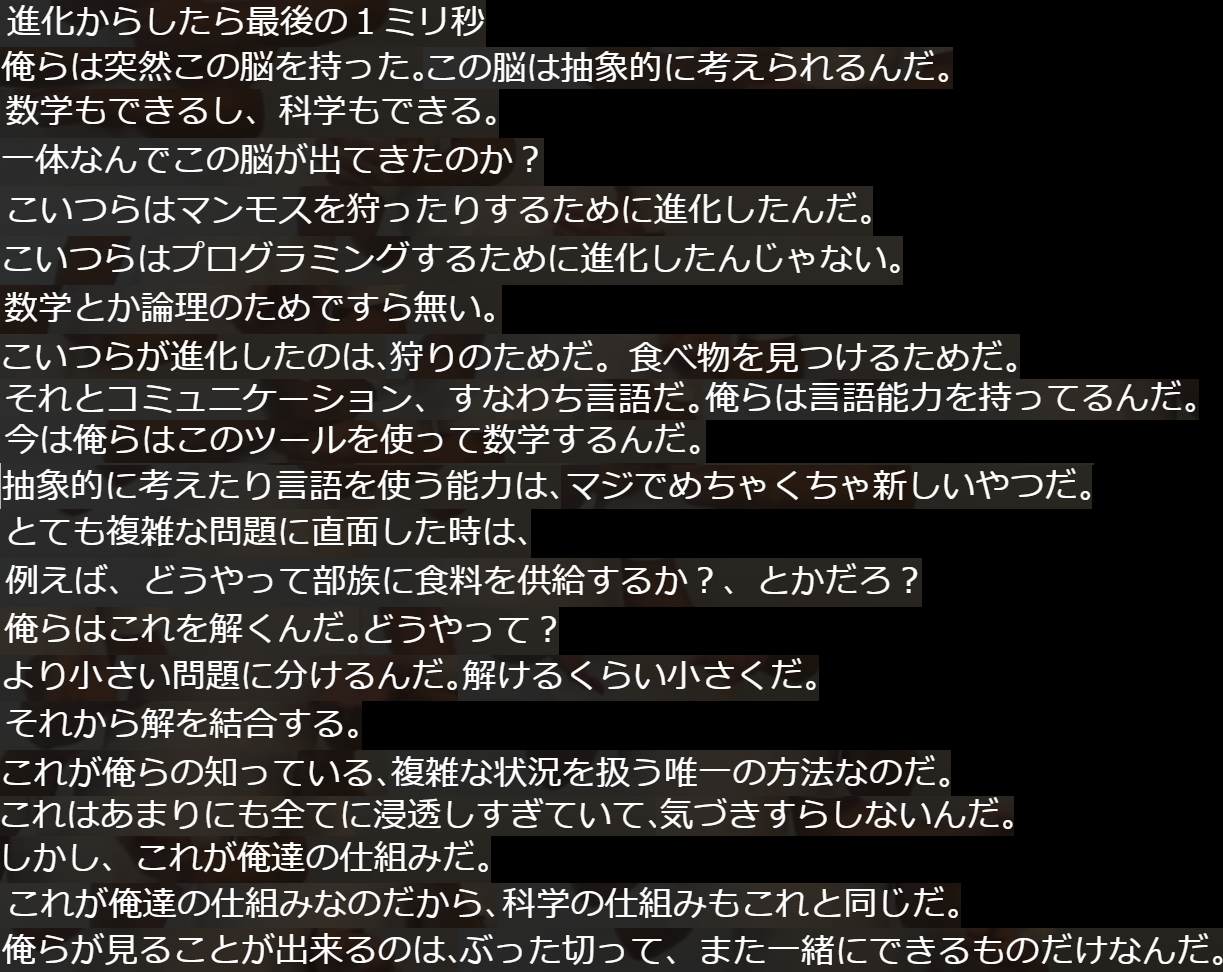 進化からしたら最後の１ミリ秒
俺らは突然この脳を持った。この脳は抽象的に考えられるんだ。
数学もできるし、科学もできる。
一体なんでこの脳が出てきたのか？
こいつらはマンモスを狩ったりするために進化したんだ。
こいつらはプログラミングするために進化したんじゃない。
数学とか論理のためですら無い。
こいつらが進化したのは、狩りのためだ。食べ物を見つけるためだ。
それとコミュニケーション、すなわち言語だ。俺らは言語能力を持ってるんだ。
今は俺らはこのツールを使って数学するんだ。
抽象的に考えたり言語を使う能力は、マジでめちゃくちゃ新しいやつだ。
とても複雑な問題に直面した時は、
例えば、どうやって部族に食料を供給するか？、とかだろ？
俺らはこれを解くんだ。どうやって？
より小さい問題に分けるんだ。解けるくらい小さくだ。
それから解を結合する。
これが俺らの知っている、複雑な状況を扱う唯一の方法なのだ。
これはあまりにも全てに浸透しすぎていて、気づきすらしないんだ。
しかし、これが俺達の仕組みだ。
これが俺達の仕組みなのだから、科学の仕組みもこれと同じだ。
俺らが見ることが出来るのは、ぶった切って、また一緒にできるものだけなんだ。